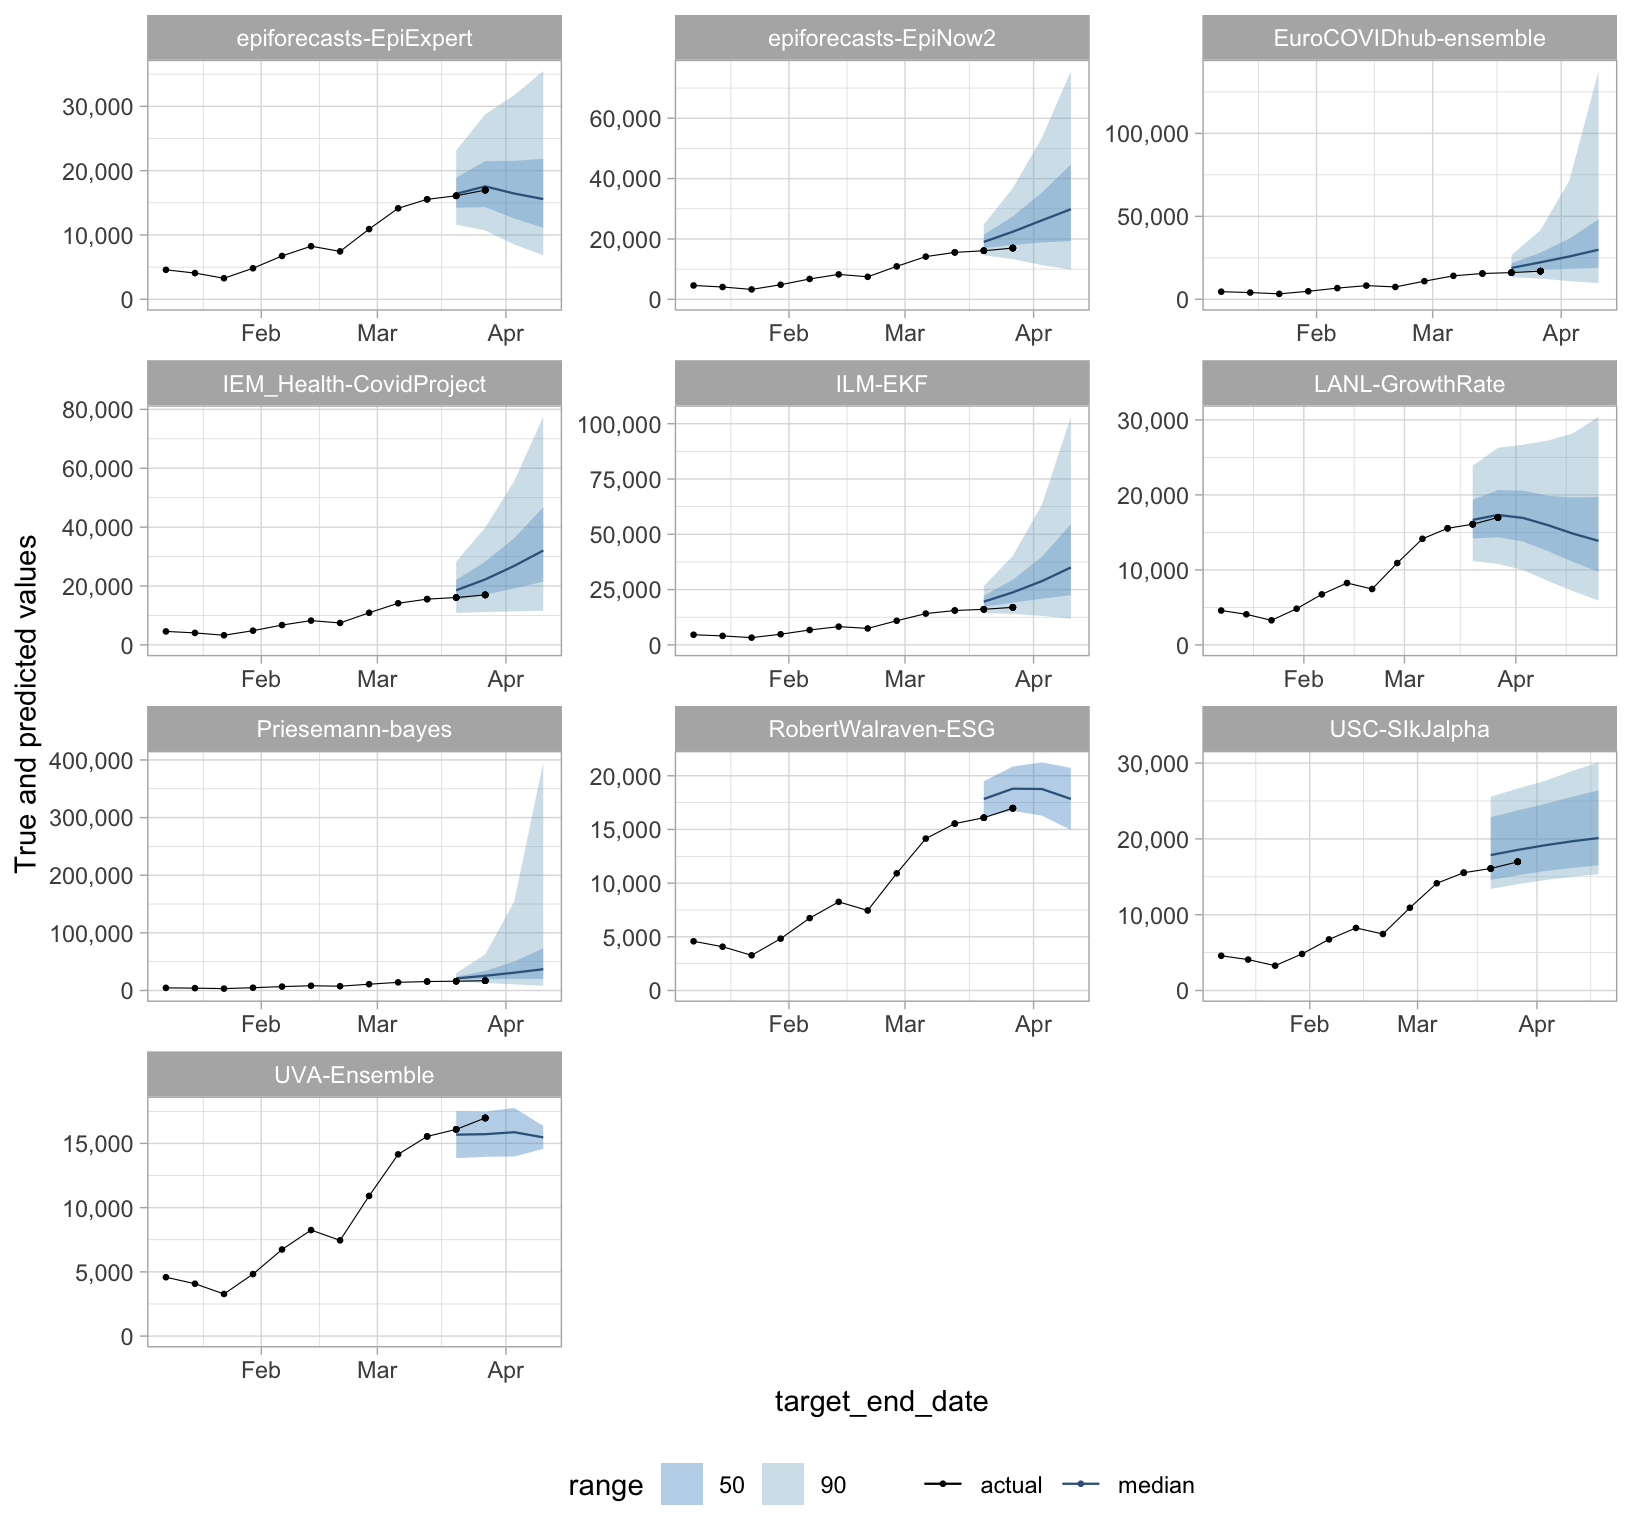 epiforecasts-EpiExpert
epiforecasts-EpiNow2
EuroCOVIDhub-ensemble
30,000
20,000
10,000
0
Feb Mar Apr
60,000
40,000
20,000
0
Feb Mar Apr
100,000
50,000
0
Feb Mar Apr
IEM_Health-CovidProject
ILM-EKF
LANL-GrowthRate
80,000
60,000
40,000
20,000
0
Feb Mar Apr
100,000
75,000
50,000
25,000
0
Feb Mar Apr
30,000
20,000
10,000
0
Feb Mar Apr
True and predicted values
Priesemann-bayes
RobertWalraven-ESG
USC-SIkJalpha
400,000
300,000
200,000
100,000
0
Feb Mar Apr
20,000
15,000
10,000
5,000
0
Feb Mar Apr
30,000
20,000
10,000
0
Feb Mar Apr
UVA-Ensemble
15,000
10,000
5,000
0
Feb Mar Apr
target_end_date
range 50 90 actual median